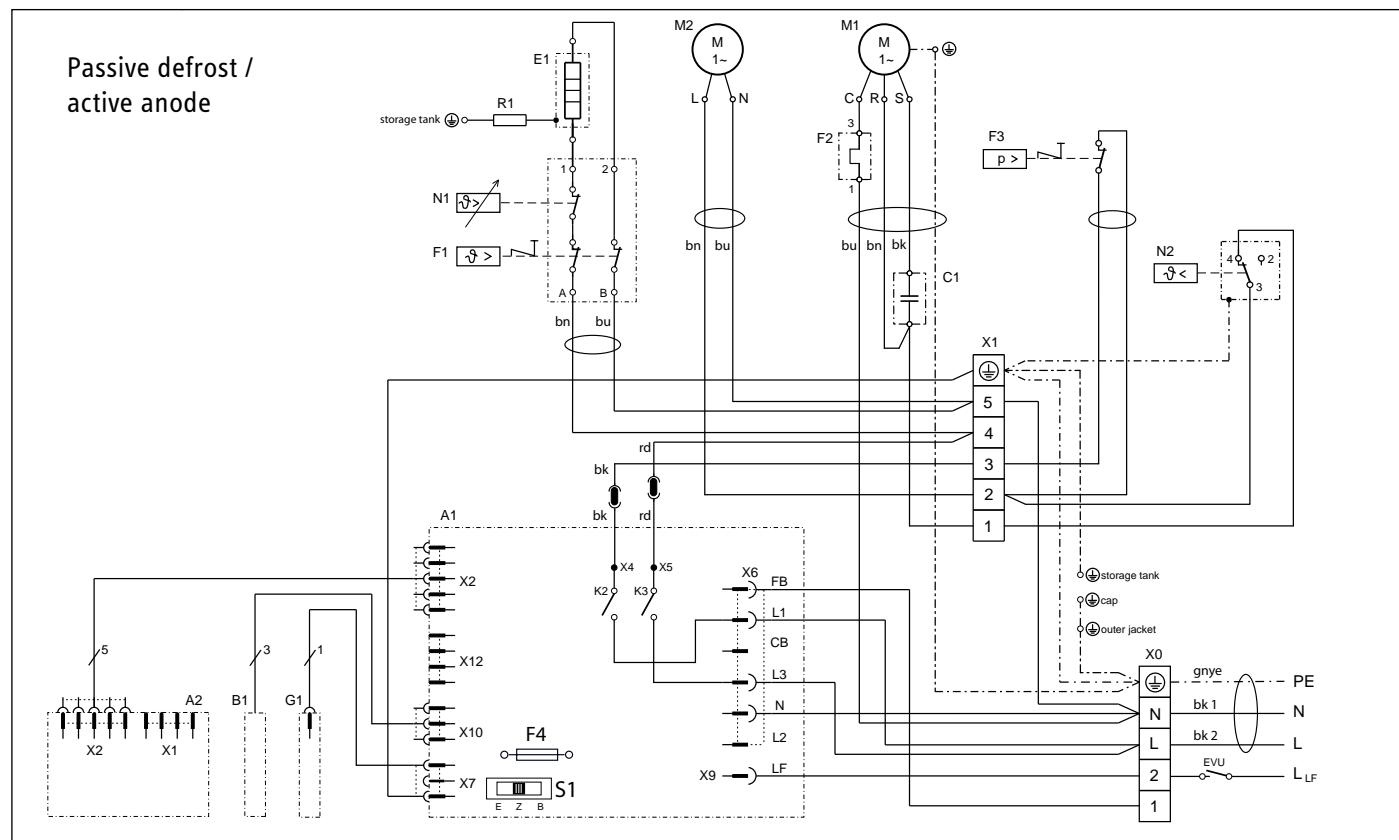 Passive defrost /
active anode
E1
R1
storage tank
1
2
N1
ϑ>
F1
ϑ >
A
B
bn
bu
M2
M
1~
L
N
bn
bu
M1
M
1~
C
R
S
3
F2
1
bu
bn
bk
C1
F3
p >
N2
ϑ <
4
2
3
X1
5
4
3
2
1
rd
bk
bk
rd
A1
X4
X5
K2
K3
X6
FB
L1
CB
L3
N
L2
X9
LF
X2
X12
X10
X7
F4
S1
E
Z
B
5
3
1
A2
B1
G1
X2
X1
storage tank
cap
outer jacket
X0
gnye
PE
N
bk 1
N
L
bk 2
L
2
EVU
L LF
1